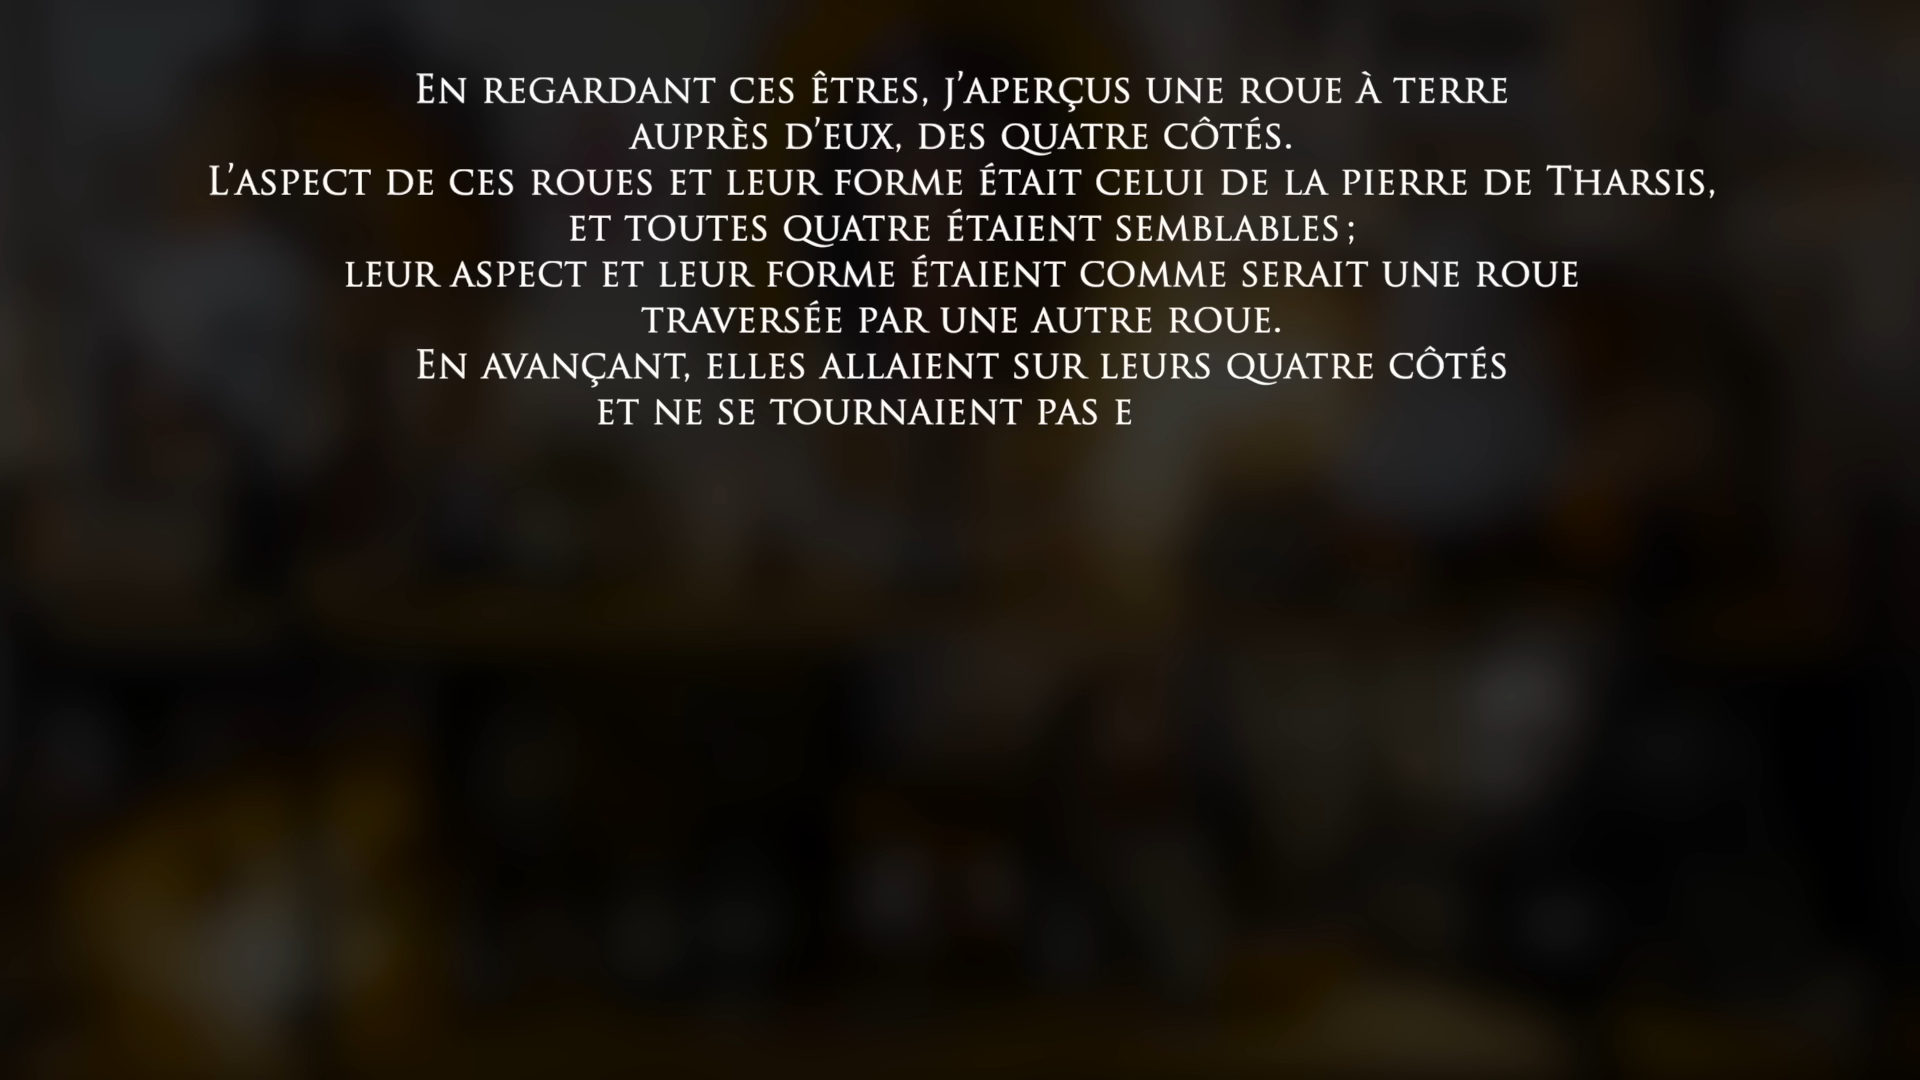 En regardant ces êtres, j’aperçus une roue à terre
auprès d’eux, des quatre côtés.
L’aspect de ces roues et leur forme était celui de la pierre de Tharsis,
et toutes quatre étaient semblables ;
leur aspect et leur forme étaient comme serait une roue
traversée par une autre roue.
En avançant, elles allaient sur leurs quatre côtés
et ne se tournaient pas e